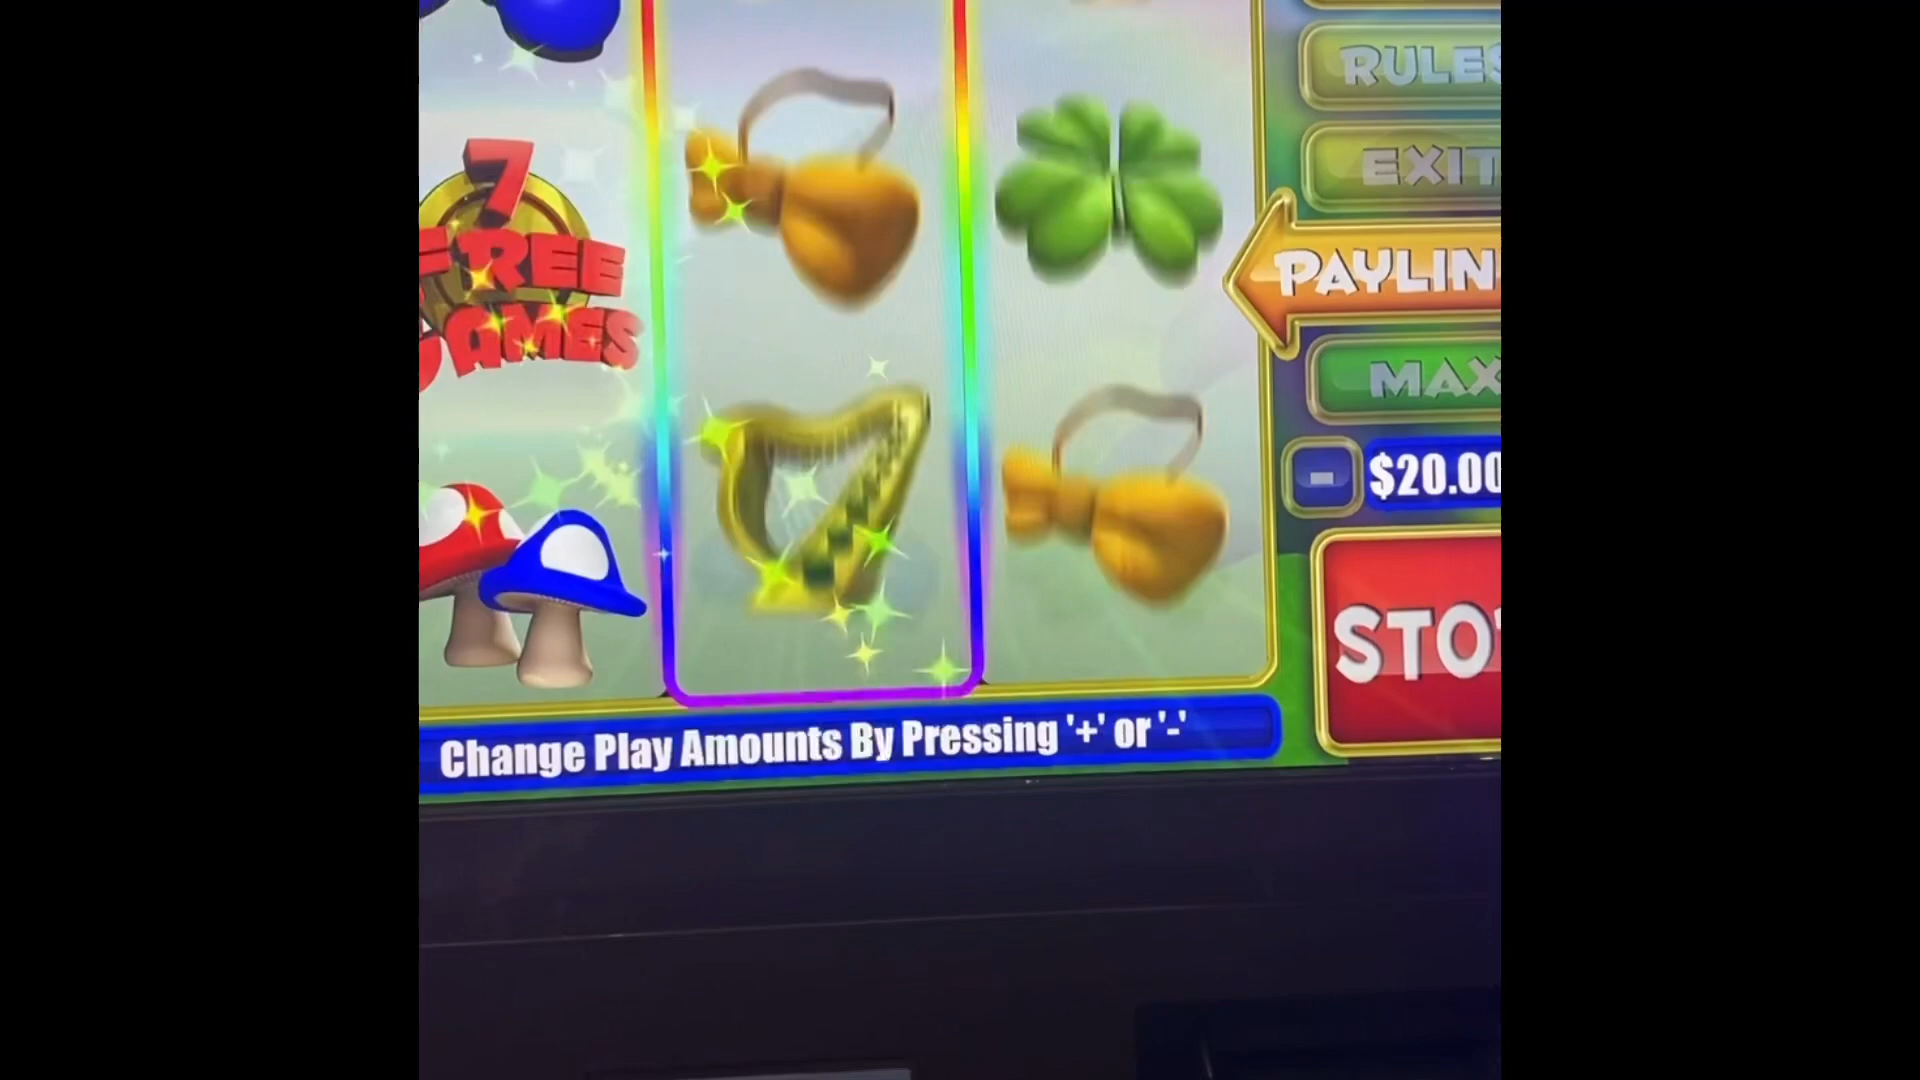 RULES
EXIT
7
FREE
GAMES
PAYLIN
MAX
- $20.00
STO
Change Play Amounts By Pressing '+' or '-'